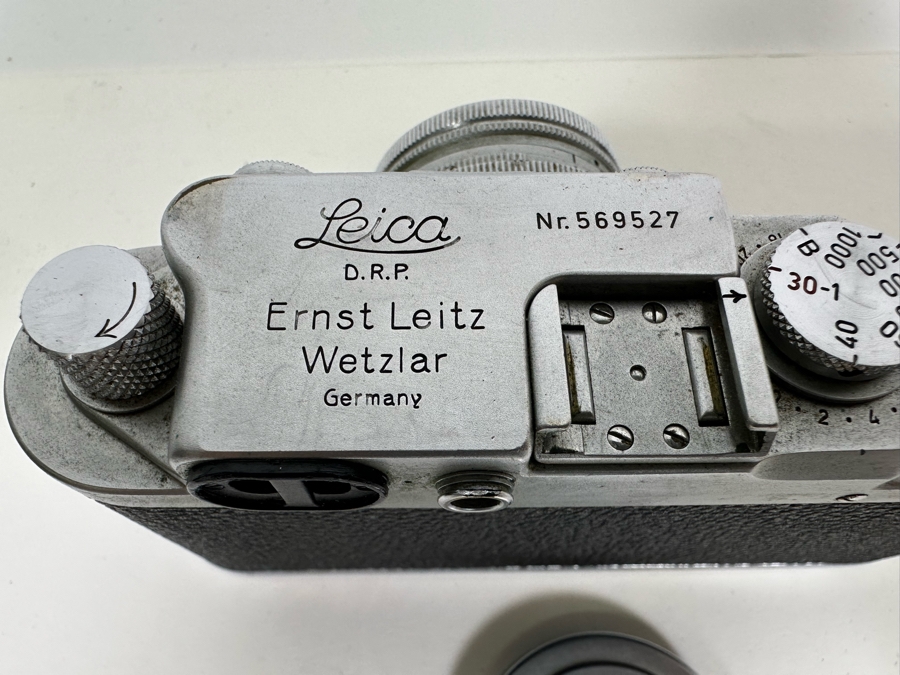 Leica
Nr. 569527
D.R.P.
Ernst Leitz
Wetzlar
Germany
B
1000
500
30-1
40
2 • 4